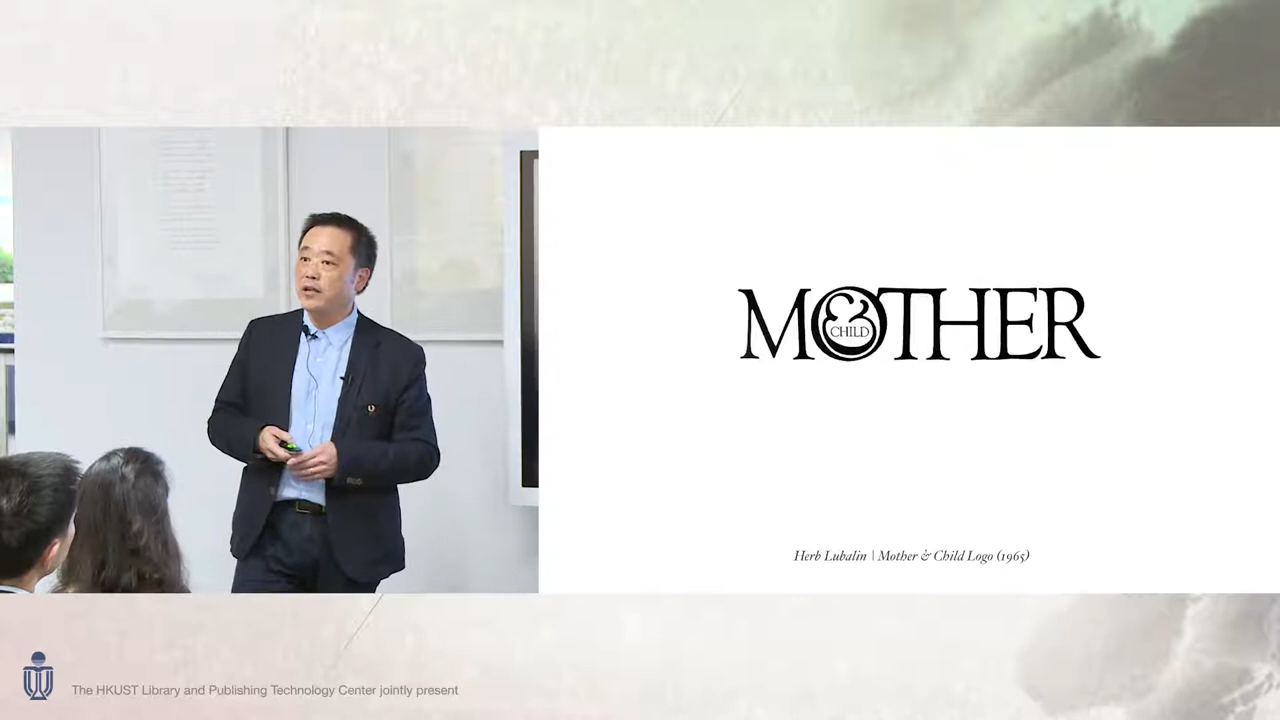 MOTHER
& CHILD
Herb Lubalin | Mother & Child Logo (1965)
The HKUST Library and Publishing Technology Center jointly present